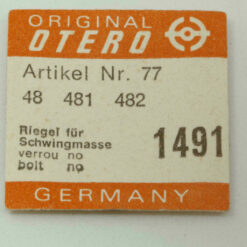 ORIGINAL
OTERO
Artikel Nr. 77
48 481 482
Riegel für
Schwingmasse
verrou no
bolt no
1491
GERMANY